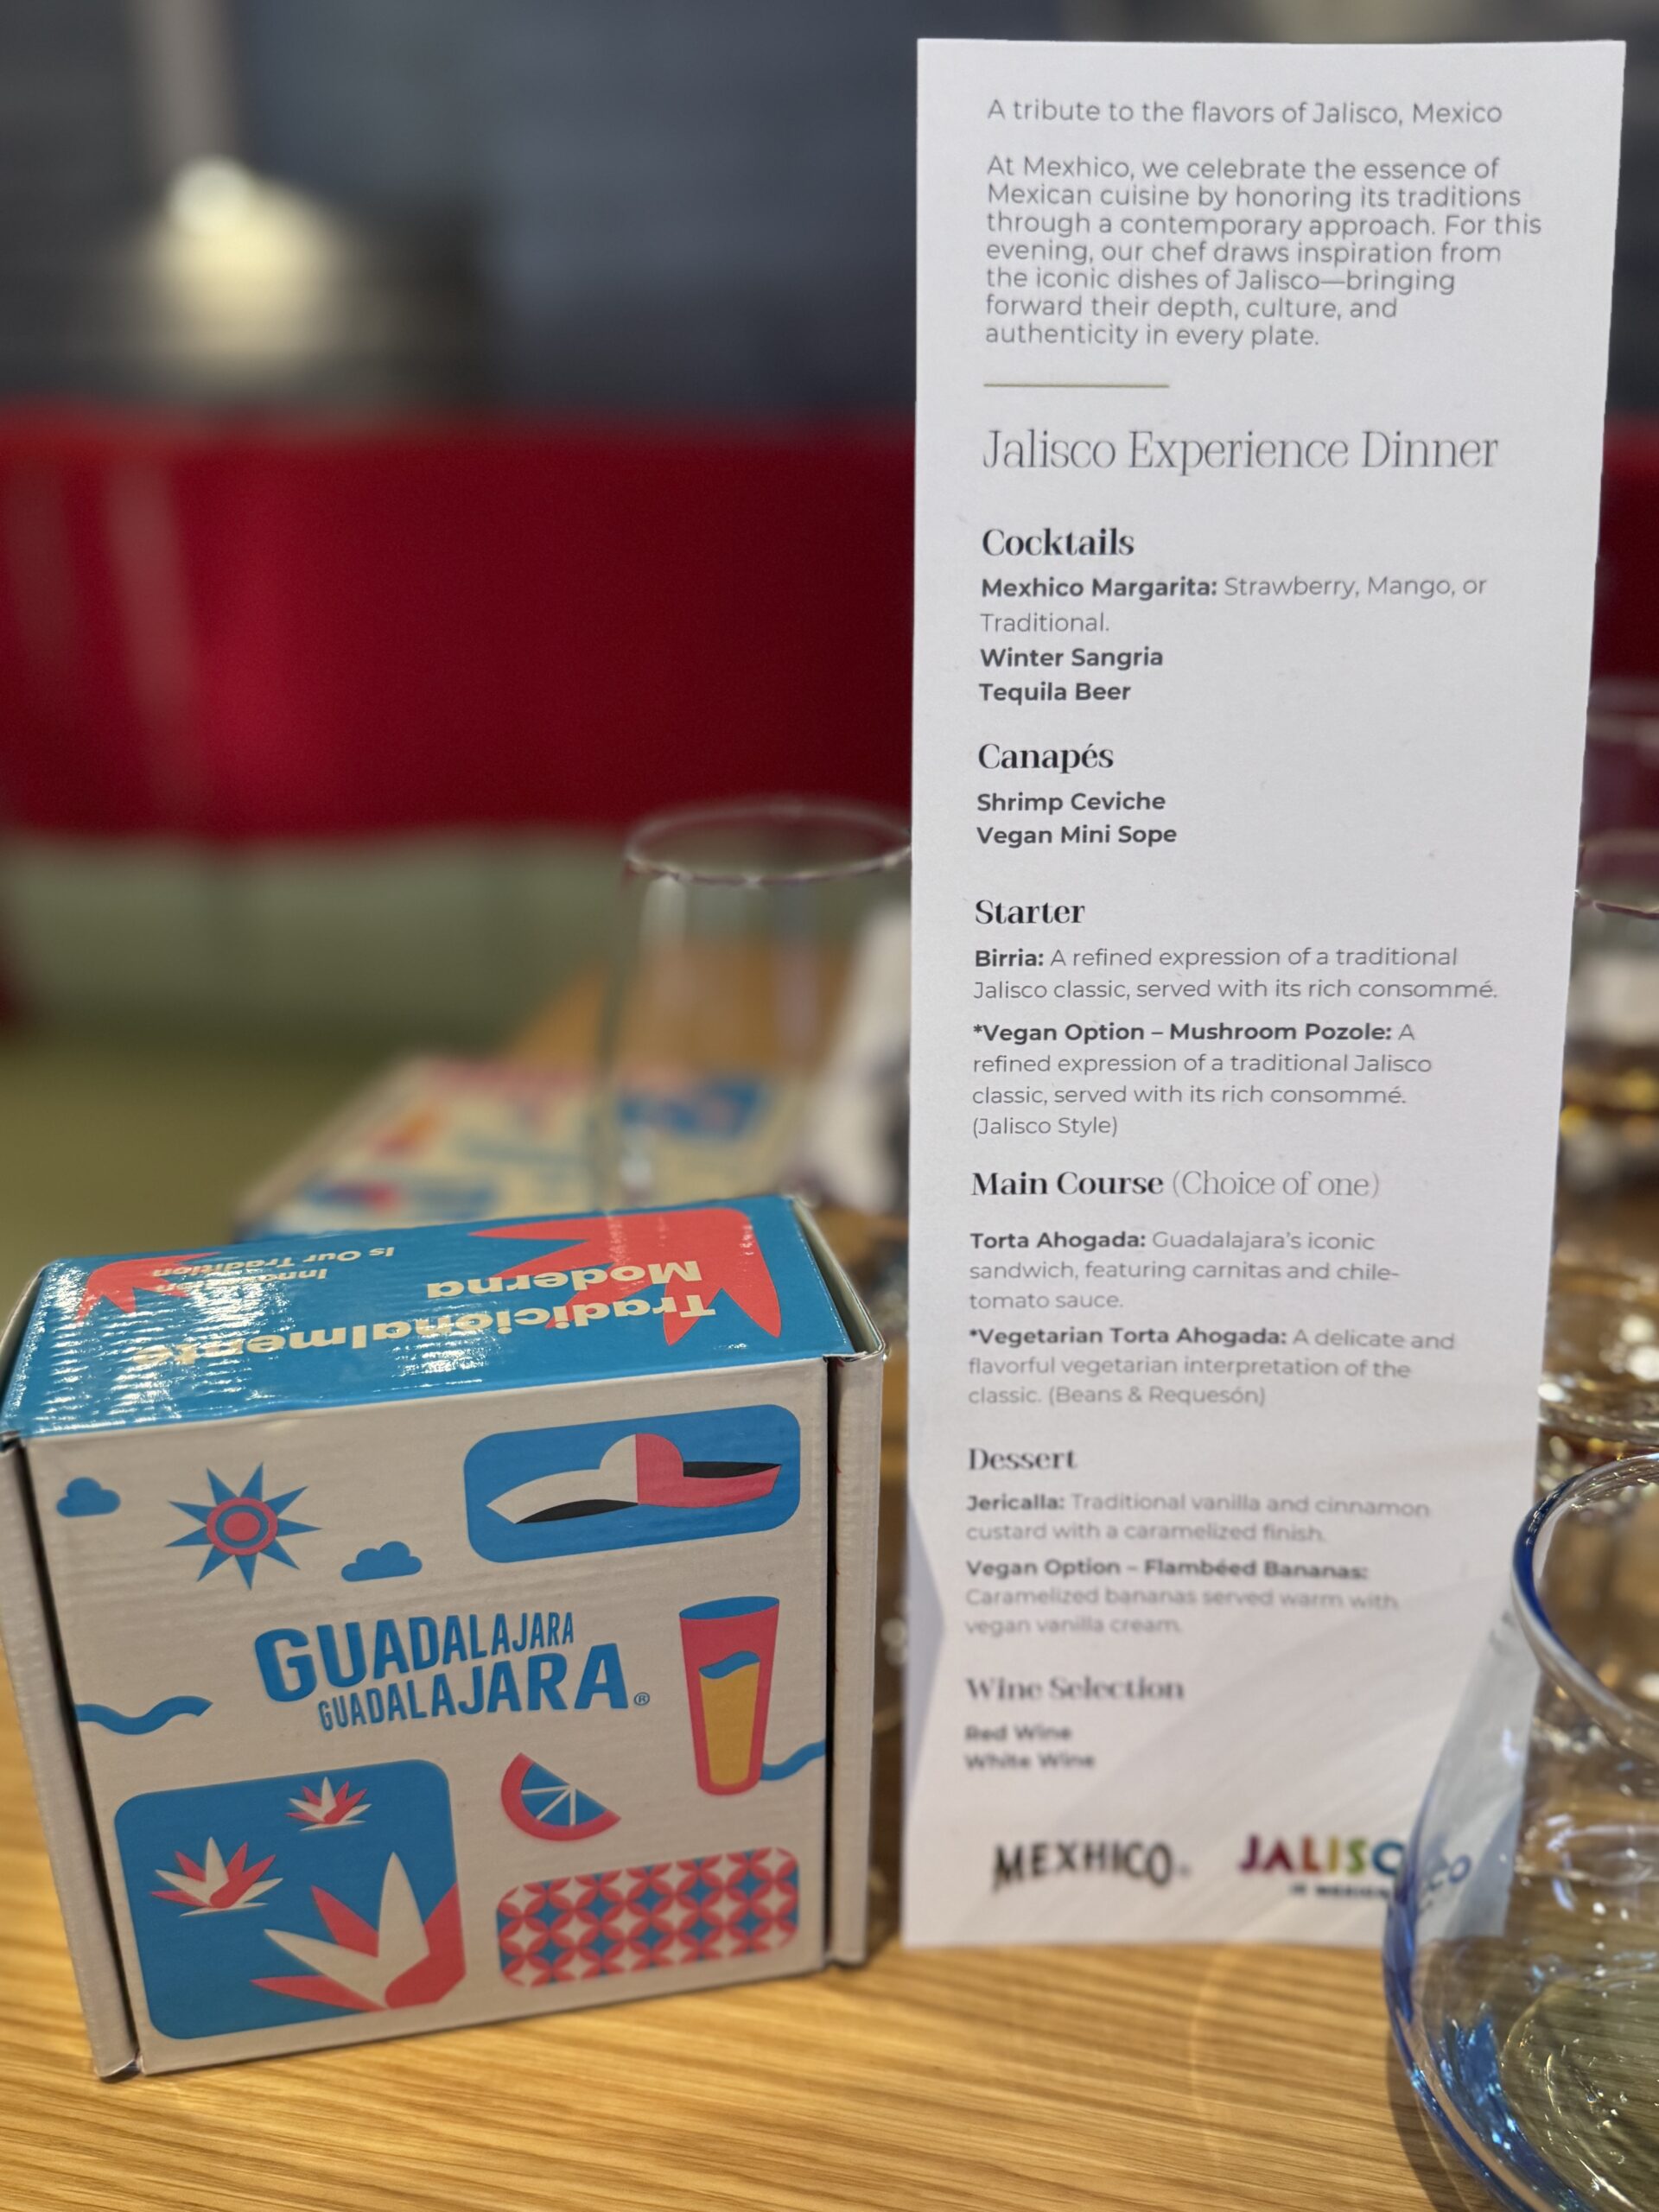 A tribute to the flavors of Jalisco, Mexico
At Mexhico, we celebrate the essence of
Mexican cuisine by honoring its traditions
through a contemporary approach. For this
evening, our chef draws inspiration from
the iconic dishes of Jalisco—bringing
forward their depth, culture, and
authenticity in every plate.
Jalisco Experience Dinner
Cocktails
Mexhico Margarita: Strawberry, Mango, or
Traditional.
Winter Sangria
Tequila Beer
Canapés
Shrimp Ceviche
Vegan Mini Sope
Starter
Birria: A refined expression of a traditional
Jalisco classic, served with its rich consommé.
*Vegan Option – Mushroom Pozole: A
refined expression of a traditional Jalisco
classic, served with its rich consommé.
(Jalisco Style)
Main Course (Choice of one)
Torta Ahogada: Guadalajara's iconic
sandwich, featuring carnitas and chile-
tomato sauce.
*Vegetarian Torta Ahogada: A delicate and
flavorful vegetarian interpretation of the
classic. (Beans & Requesón)
Dessert
Jericalla: Traditional vanilla and cinnamon
custard with a caramelized finish.
Vegan Option – Flambéed Bananas:
Caramelized bananas served warm with
vegan vanilla cream.
Wine Selection
Red Wine
White Wine
MEXHICO
JALISCO
Tradicionalmente
Moderna
Is Our Tradition
GUADALAJARA
GUADALAJARA®